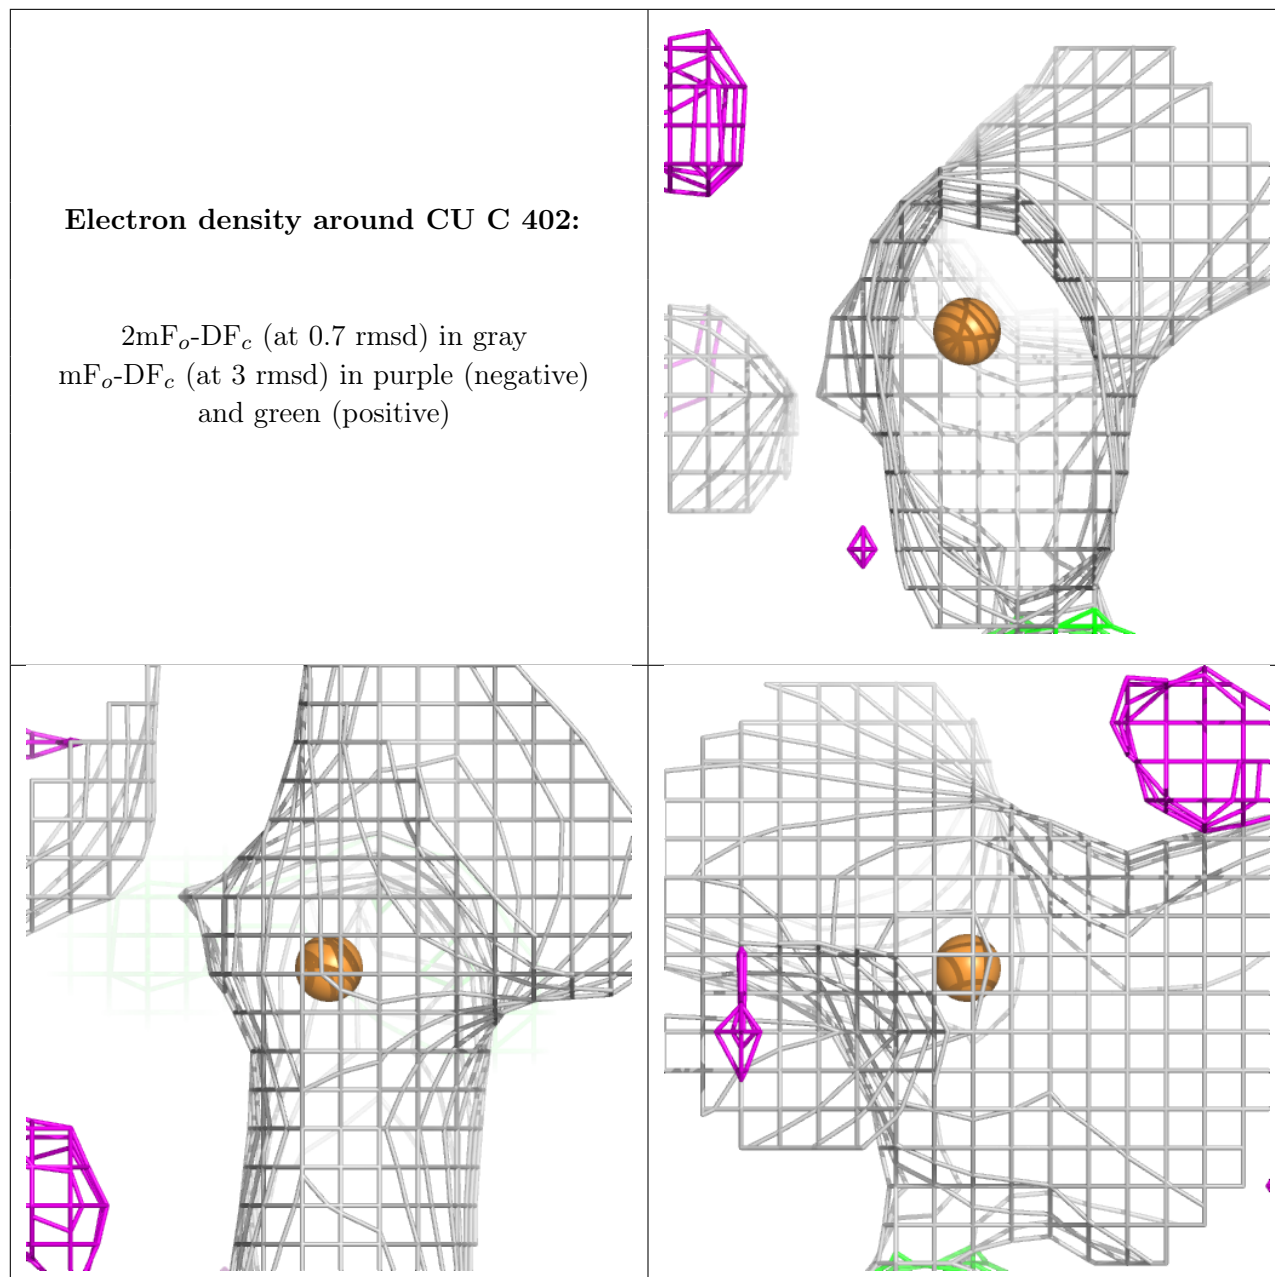 Electron density around CU C 402:
2mFo-DFc (at 0.7 rmsd) in gray
mFo-DFc (at 3 rmsd) in purple (negative)
and green (positive)